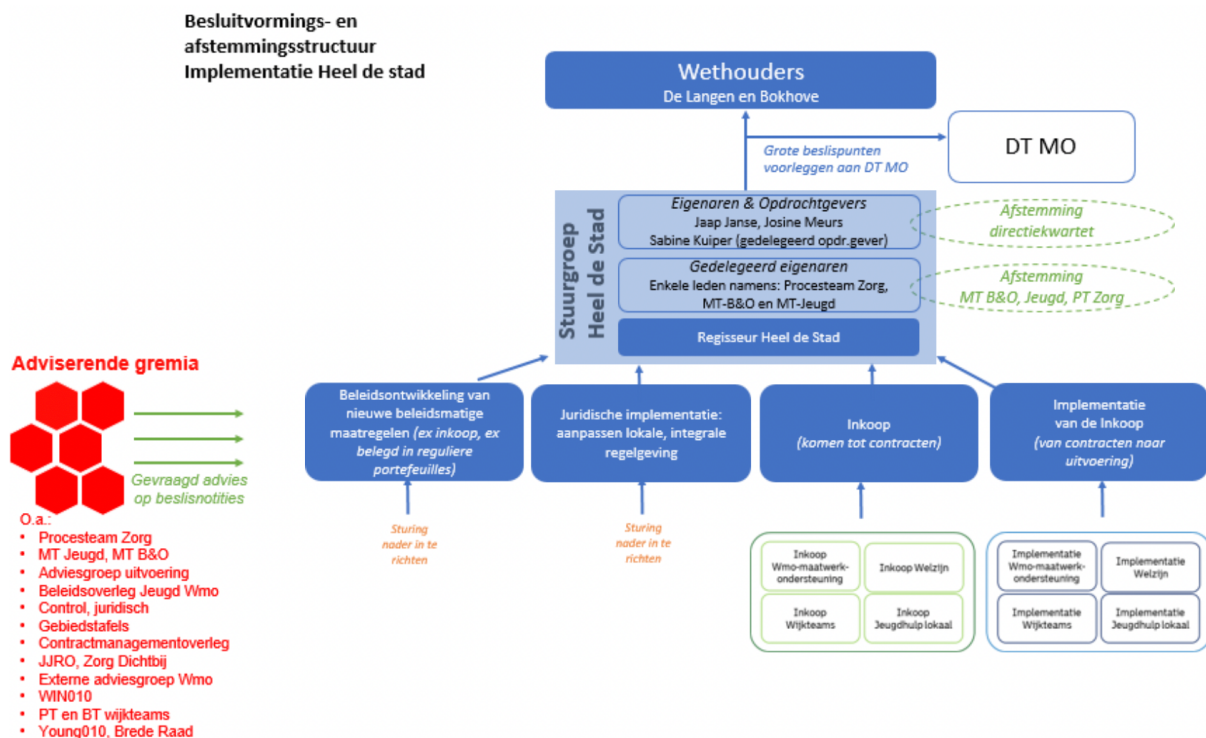 Besluitvormings- en
afstemmingsstructuur
Implementatie Heel de stad
Wethouders
De Langen en Bokhove
Grote beslispunten
voorleggen aan DT MO
DT MO
Stuurgroep
Heel de Stad
Eigenaren & Opdrachtgevers
Jaap Janse, Josine Meurs
Sabine Kuiper (gedelegeerd opdr.gever)
Afstemming
directiekwartet
Gedelegeerd eigenaren
Enkele leden namens: Procesteam Zorg,
MT-B&O en MT-Jeugd
Afstemming
MT B&O, Jeugd, PT Zorg
Regisseur Heel de Stad
Adviserende gremia
Gevraagd advies
op beslisnotities
O.a.:
• Procesteam Zorg
• MT Jeugd, MT B&O
• Adviesgroep uitvoering
• Beleidsoverleg Jeugd Wmo
• Control, juridisch
• Gebiedstafels
• Contractmanagementoverleg
• JJRO, Zorg Dichtbij
• Externe adviesgroep Wmo
• WIN010
• PT en BT wijkteams
• Young010, Brede Raad
Beleidsontwikkeling van
nieuwe beleidsmatige
maatregelen (ex inkoop, ex
belegd in reguliere
portefeuilles)
Juridische implementatie:
aanpassen lokale, integrale
regelgeving
Inkoop
(komen tot contracten)
Implementatie
van de Inkoop
(van contracten naar
uitvoering)
Sturing
nader in te
richten
Sturing
nader in te
richten
Inkoop
Wmo-maatwerk-
ondersteuning
Inkoop Welzijn
Inkoop
Wijkteams
Inkoop
Jeugdhulp lokaal
Implementatie
Wmo-maatwerk-
ondersteuning
Implementatie
Welzijn
Implementatie
Wijkteams
Implementatie
Jeugdhulp lokaal